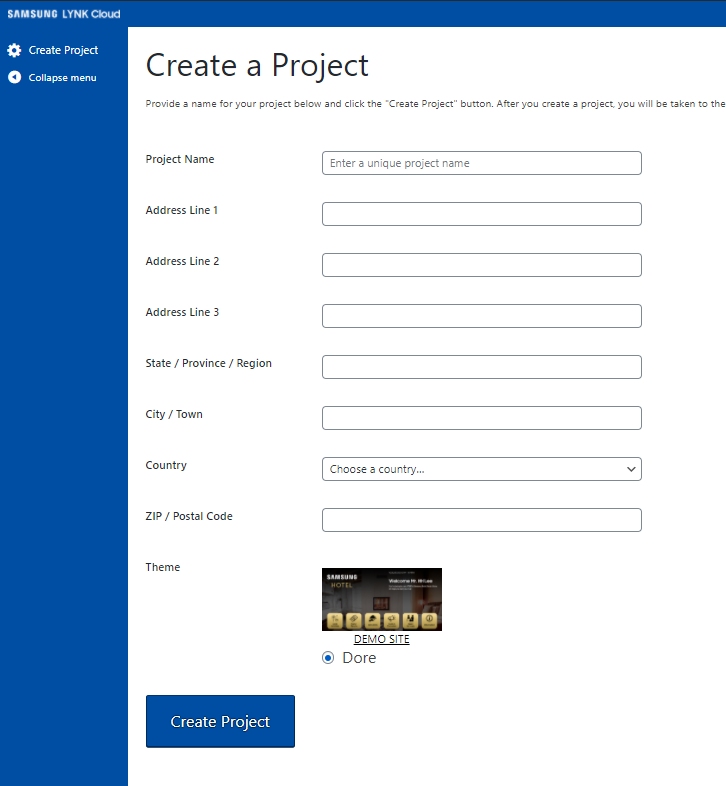 SAMSUNG LYNK Cloud
Create Project
Collapse menu
Create a Project
Provide a name for your project below and click the "Create Project" button. After you create a project, you will be taken to the
Project Name
Enter a unique project name
Address Line 1
Address Line 2
Address Line 3
State / Province / Region
City / Town
Country
Choose a country...
ZIP / Postal Code
Theme
SAMSUNG
HOTEL
Welcome Mr.
DEMO SITE
Dore
Create Project